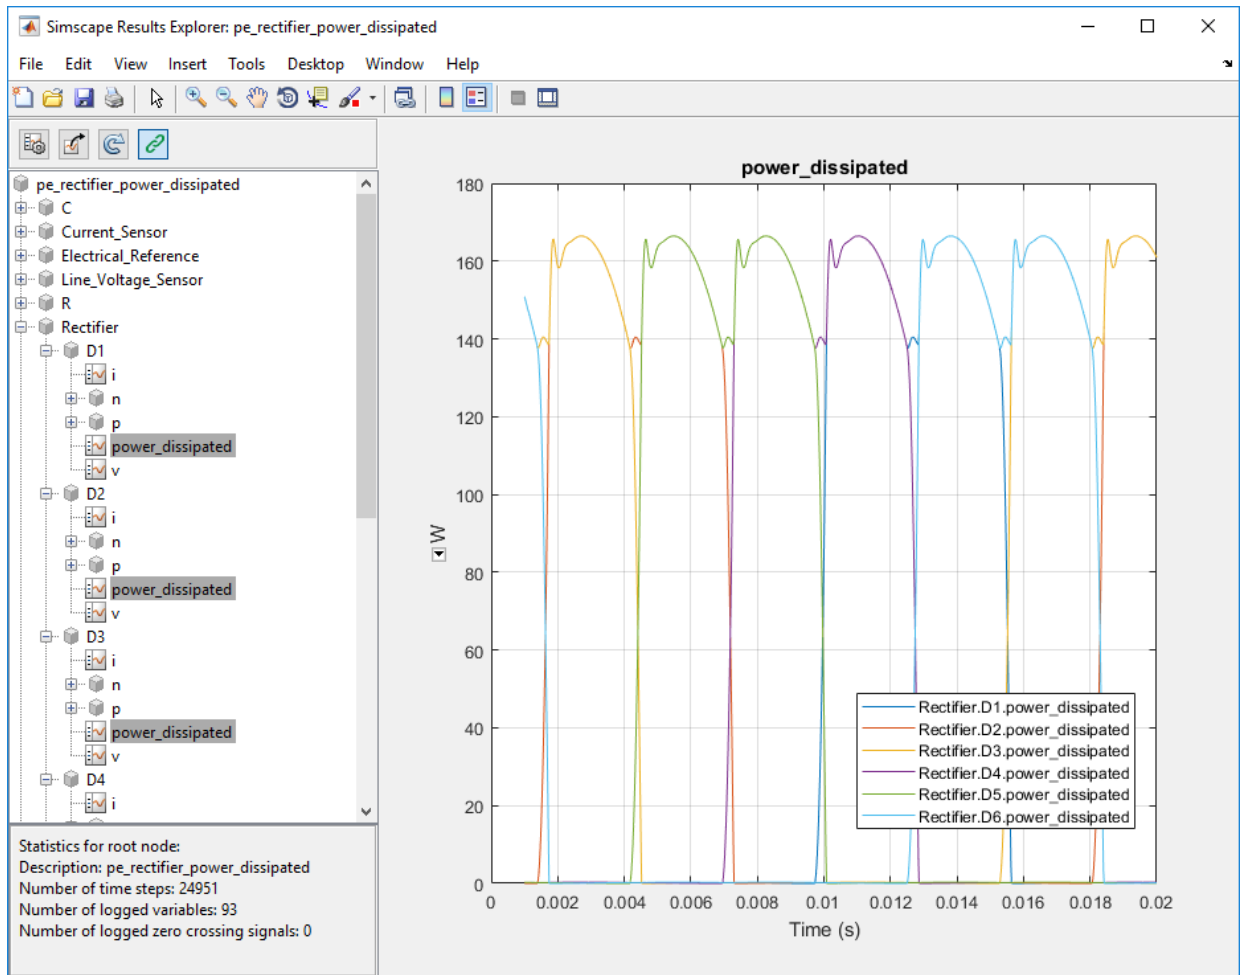 Simscape Results Explorer: pe_rectifier_power_dissipated
File Edit View Insert Tools Desktop Window Help
pe_rectifier_power_dissipated
C
Current_Sensor
Electrical_Reference
Line_Voltage_Sensor
R
Rectifier
D1
i
n
p
power_dissipated
v
D2
i
n
p
power_dissipated
v
D3
i
n
p
power_dissipated
v
D4
i
Statistics for root node:
Description: pe_rectifier_power_dissipated
Number of time steps: 24951
Number of logged variables: 93
Number of logged zero crossing signals: 0
power_dissipated
180
160
140
120
100
80
60
40
20
0
W
Rectifier.D1.power_dissipated
Rectifier.D2.power_dissipated
Rectifier.D3.power_dissipated
Rectifier.D4.power_dissipated
Rectifier.D5.power_dissipated
Rectifier.D6.power_dissipated
0 0.002 0.004 0.006 0.008 0.01 0.012 0.014 0.016 0.018 0.02
Time (s)